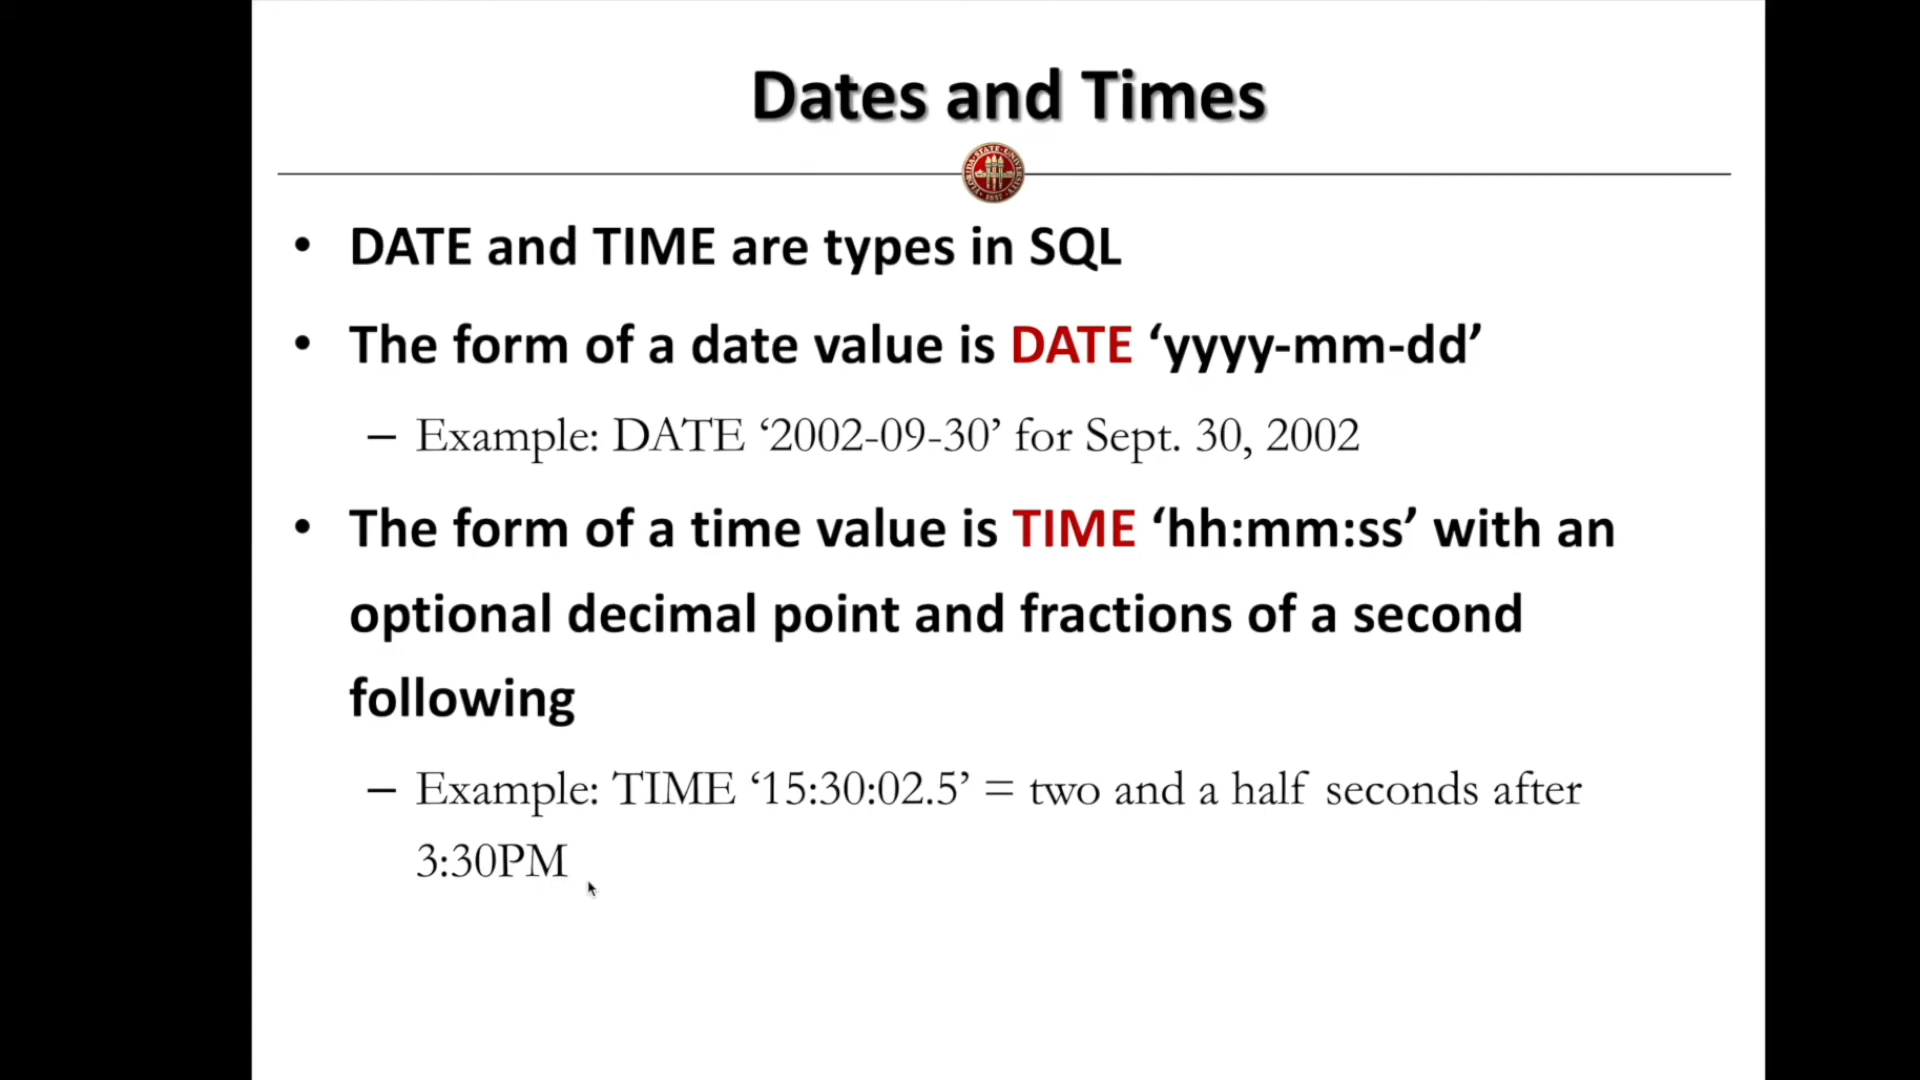 Dates and Times
• DATE and TIME are types in SQL
• The form of a date value is DATE ‘yyyy-mm-dd’
– Example: DATE ‘2002-09-30’ for Sept. 30, 2002
• The form of a time value is TIME ‘hh:mm:ss’ with an
optional decimal point and fractions of a second
following
– Example: TIME ‘15:30:02.5’ = two and a half seconds after
3:30PM